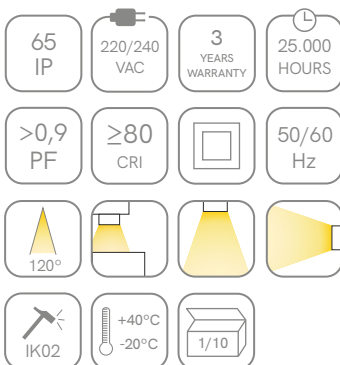 65
IP
220/240
VAC
3
YEARS
WARRANTY
25.000
HOURS
>0,9
PF
≥80
CRI
50/60
Hz
120°
IK02
+40°C
-20°C
1/10